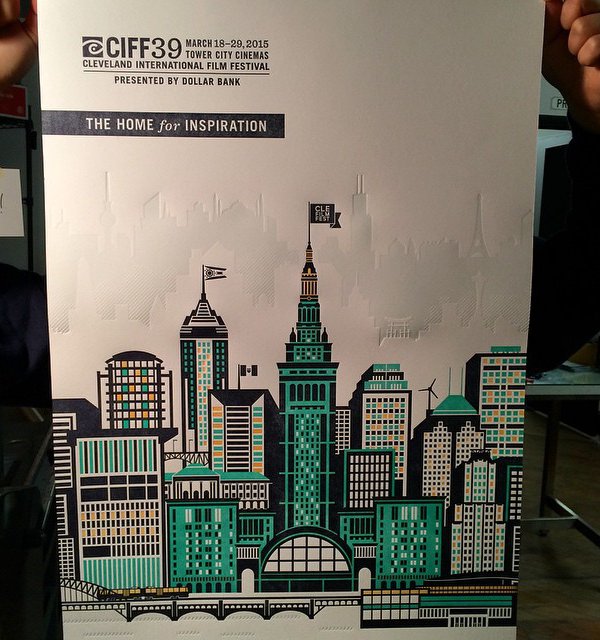 CIFF39 MARCH 18–29, 2015
TOWER CITY CINEMAS
CLEVELAND INTERNATIONAL FILM FESTIVAL
PRESENTED BY DOLLAR BANK
THE HOME for INSPIRATION
CLE
FILM
FEST
PR